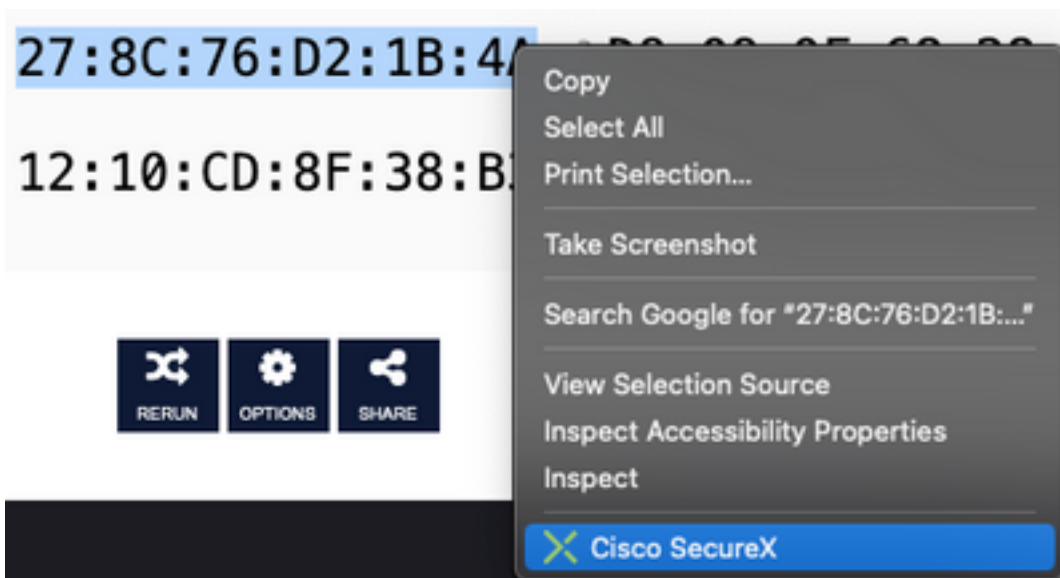 27:8C:76:D2:1B:4A
12:10:CD:8F:38:B
Copy
Select All
Print Selection...
Take Screenshot
Search Google for "27:8C:76:D2:1B:..."
View Selection Source
Inspect Accessibility Properties
Inspect
Cisco SecureX
RERUN
OPTIONS
SHARE